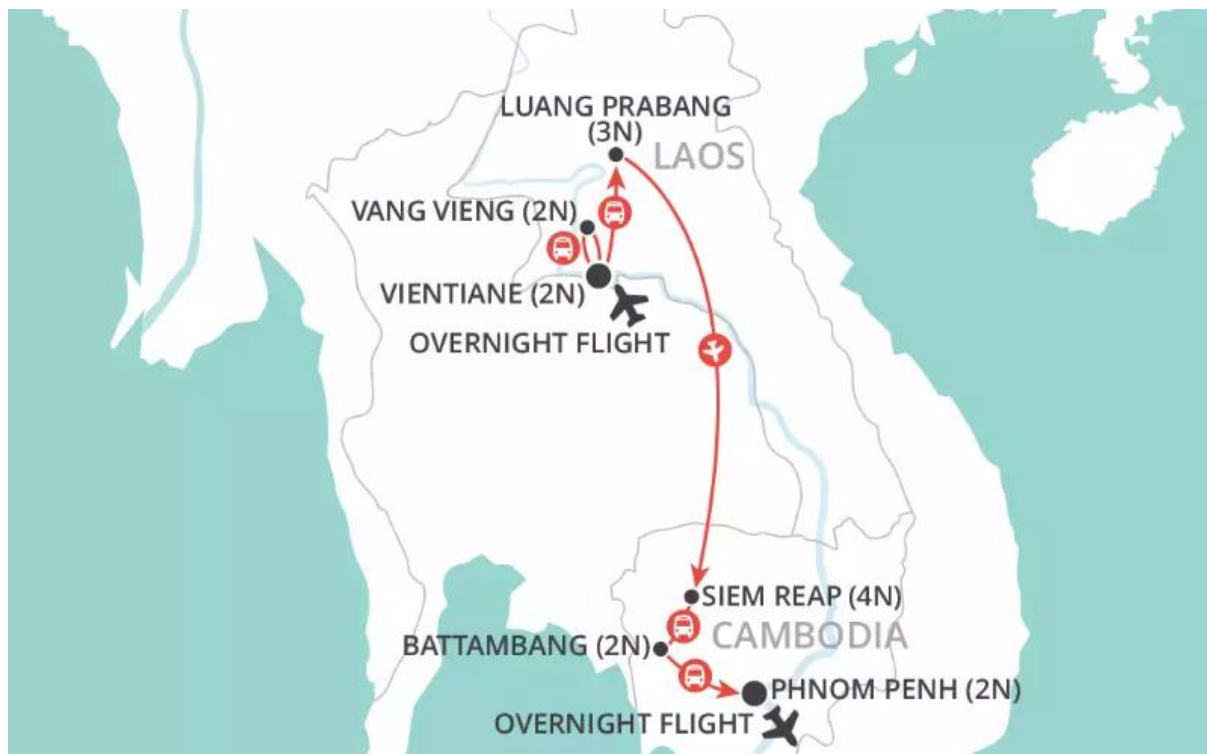 LUANG PRABANG
(3N)
LAOS
VANG VIENG (2N)
VIENTIANE (2N)
OVERNIGHT FLIGHT
SIEM REAP (4N)
CAMBODIA
BATTAMBANG (2N)
PHNOM PENH (2N)
OVERNIGHT FLIGHT